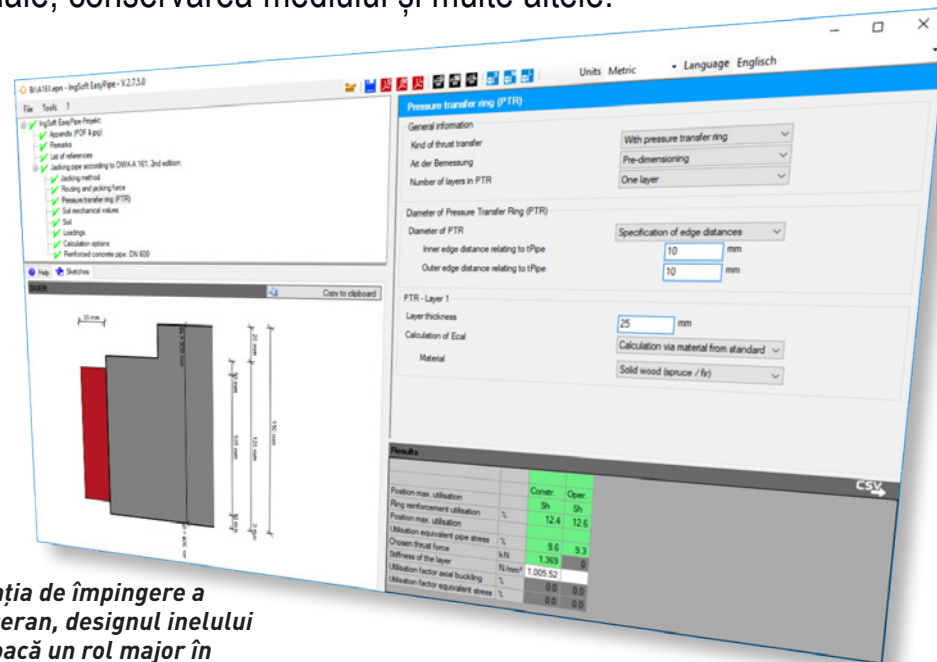 conservarea mediului și multe altele.
B:\A161.epn - IngSoft EasyPipe - V.2.7.5.0
Units Metric
Language Englisch
File Tools ?
IngSoft EasyPipe-Projekt:
Appendix (PDF & jpg)
Remarks
List of references
Jacking pipe according to DWA-A 161, 2nd edition:
Jacking method
Routing and jacking force
Pressure transfer ring (PTR)
Soil mechanical values
Soil
Loadings
Calculation options
Reinforced concrete pipe: DN 600
Help Sketches
DUER
Copy to clipboard
Pressure transfer ring (PTR)
General information
Kind of thrust transfer With pressure transfer ring
Art der Bemessung Pre-dimensioning
Number of layers in PTR One layer
Diameter of Pressure Transfer Ring (PTR)
Diameter of PTR Specification of edge distances
Inner edge distance relating to tPipe 10 mm
Outer edge distance relating to tPipe 10 mm
PTR - Layer 1
Layer thickness 25 mm
Calculation of Ecal Calculation via material from standard
Material Solid wood (spruce / fir)
Results
CSV
Constr. Oper.
Position max. utilisation Sh Sh
Ring reinforcement utilisation % 12.4 12.6
Position max. utilisation
Utilisation equivalent pipe stress % 9.6 9.3
Chosen thrust force kN 1,369 0
Stiffness of the layer N/mm² 1,005.52
Utilisation factor axial buckling % 0.0 0.0
Utilisation factor equivalent stress % 0.0 0.0
de împingere a
designul inelului
un rol major în